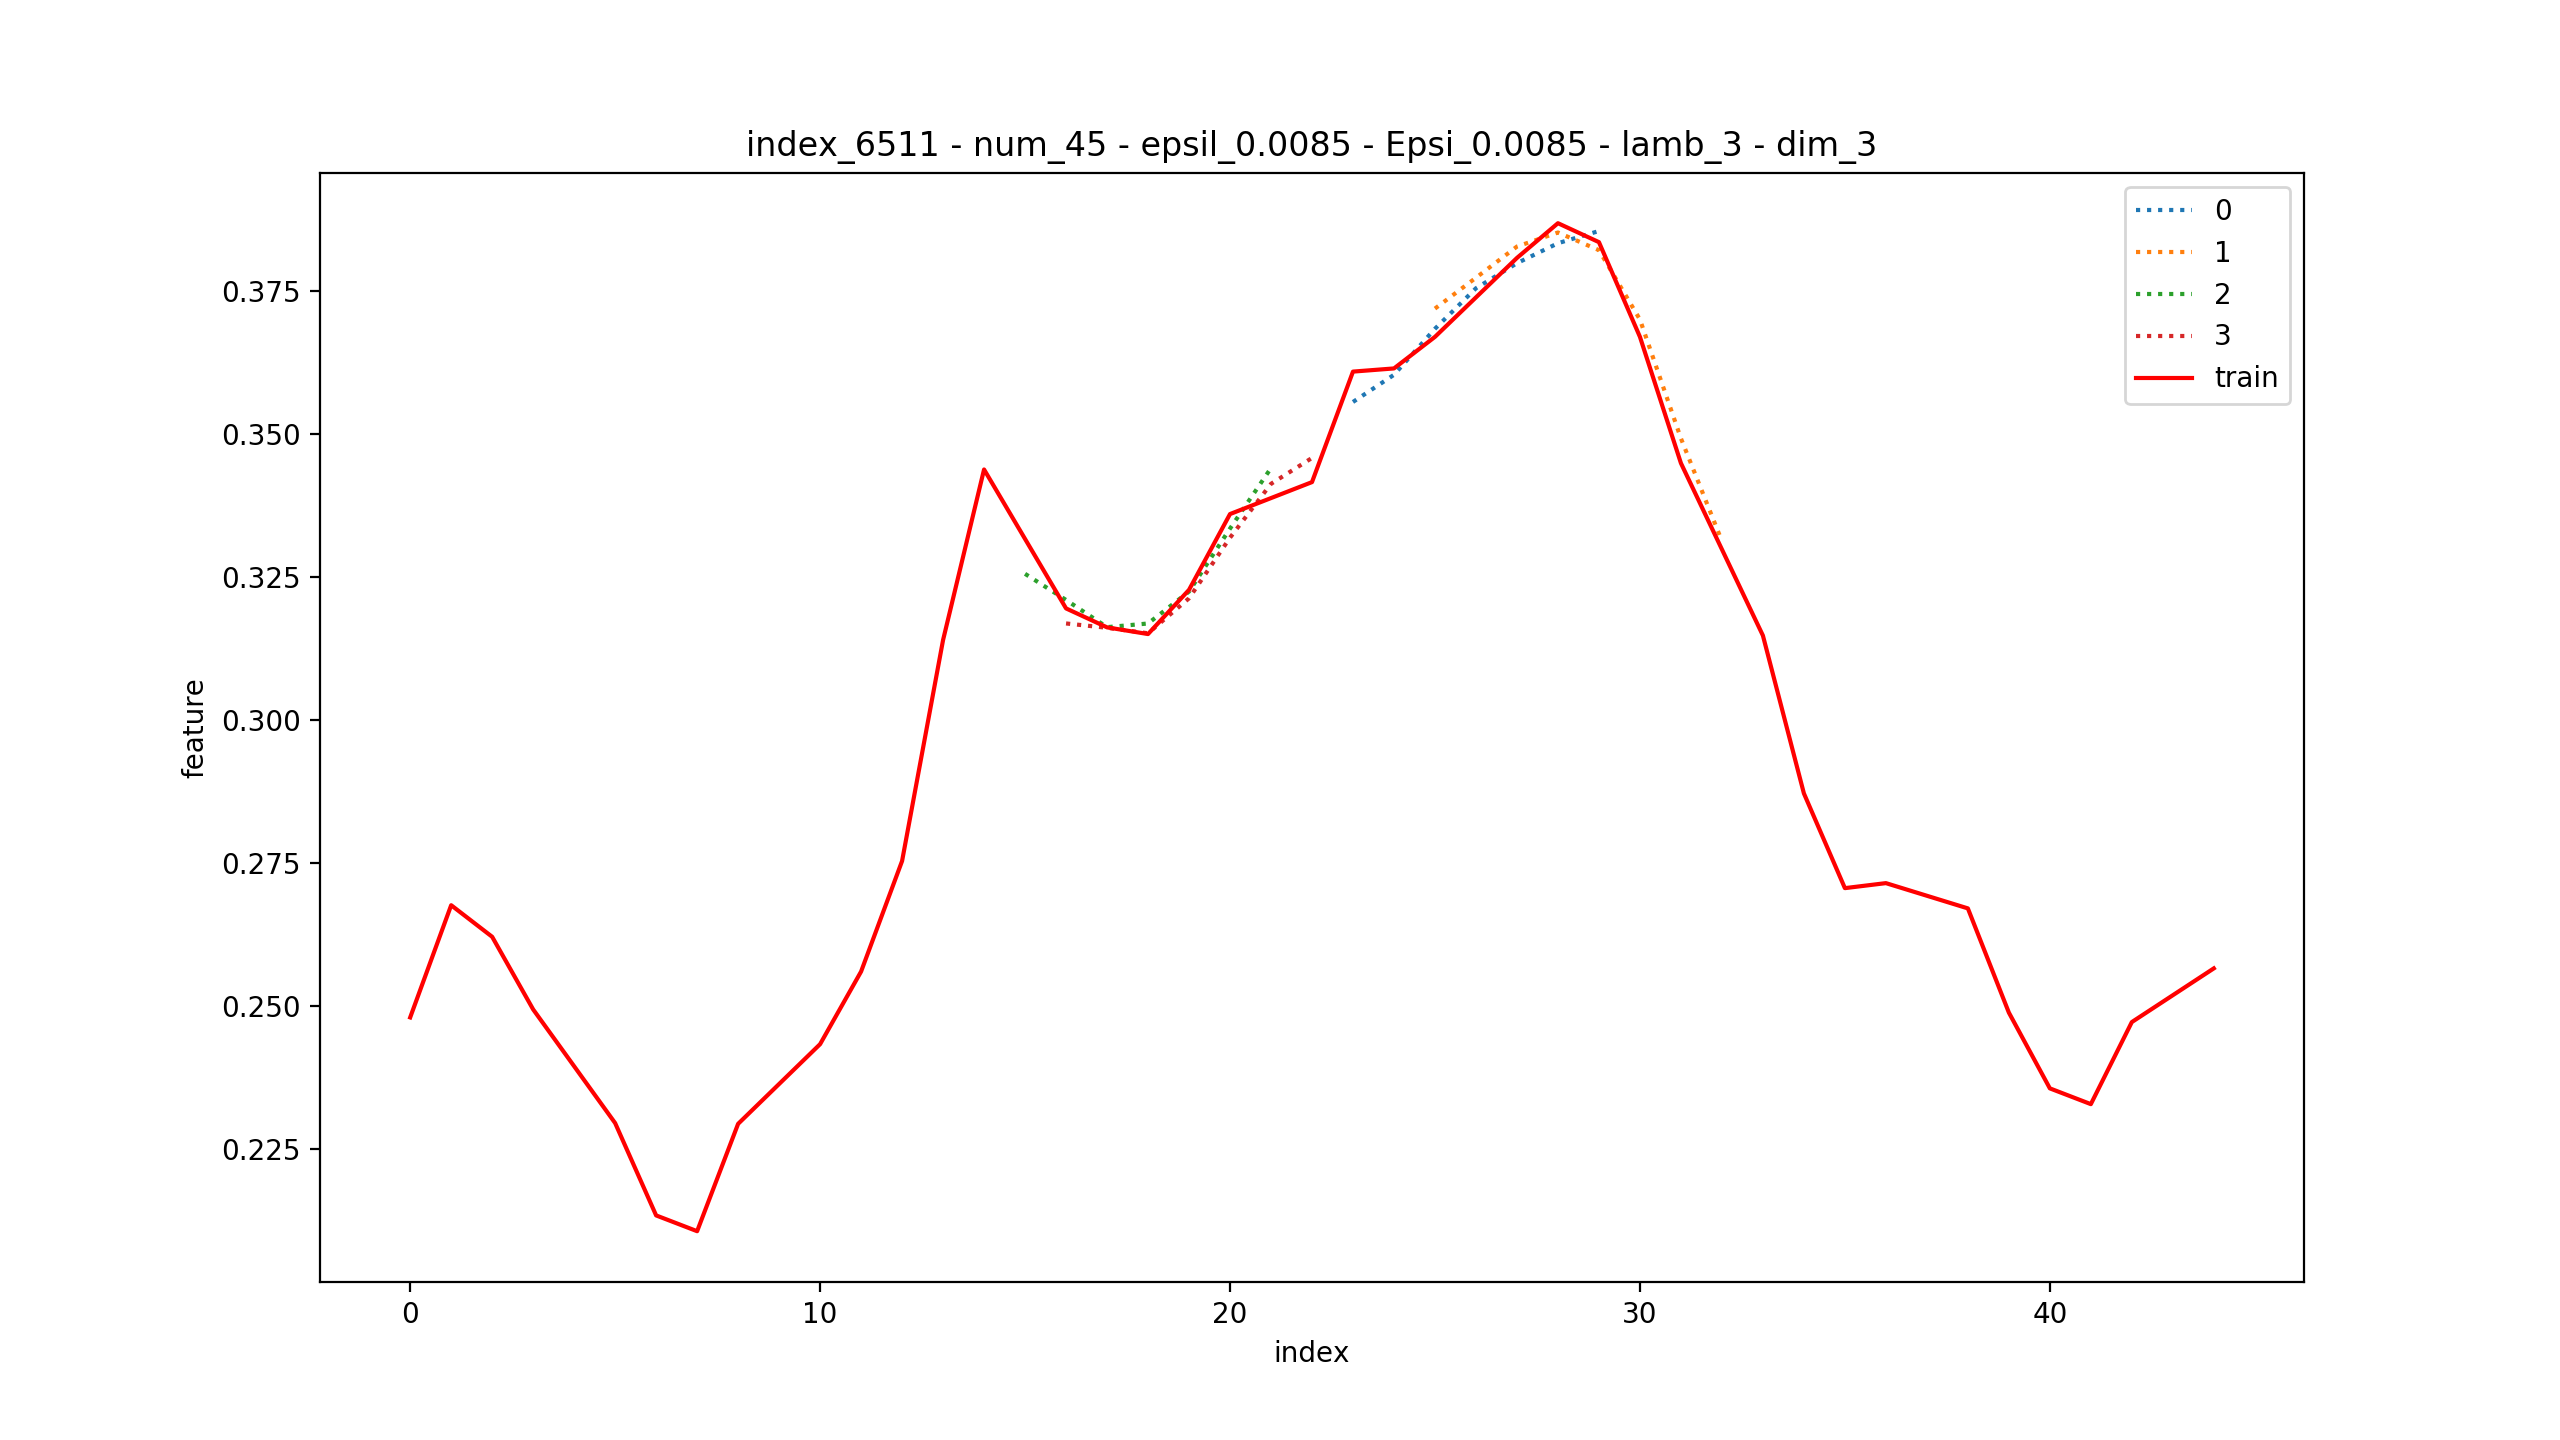 index_6511 - num_45 - epsil_0.0085 - Epsi_0.0085 - lamb_3 - dim_3
0
1
2
3
train
0.375
0.350
0.325
0.300
0.275
0.250
0.225
feature
0 10 20 30 40
index